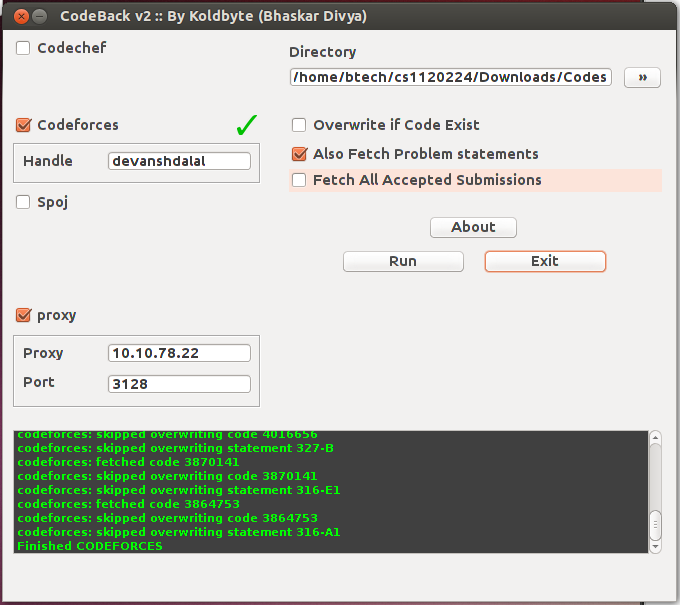 CodeBack v2 :: By Koldbyte (Bhaskar Divya)
Codechef
Directory
/home/btech/cs1120224/Downloads/Codes
»
Codeforces
Handle
devanshdalal
Spoj
Overwrite if Code Exist
Also Fetch Problem statements
Fetch All Accepted Submissions
About
Run
Exit
proxy
Proxy
10.10.78.22
Port
3128
codeforces: skipped overwriting code 4016656
codeforces: skipped overwriting statement 327-B
codeforces: fetched code 3870141
codeforces: skipped overwriting code 3870141
codeforces: skipped overwriting statement 316-E1
codeforces: fetched code 3864753
codeforces: skipped overwriting code 3864753
codeforces: skipped overwriting statement 316-A1
Finished CODEFORCES